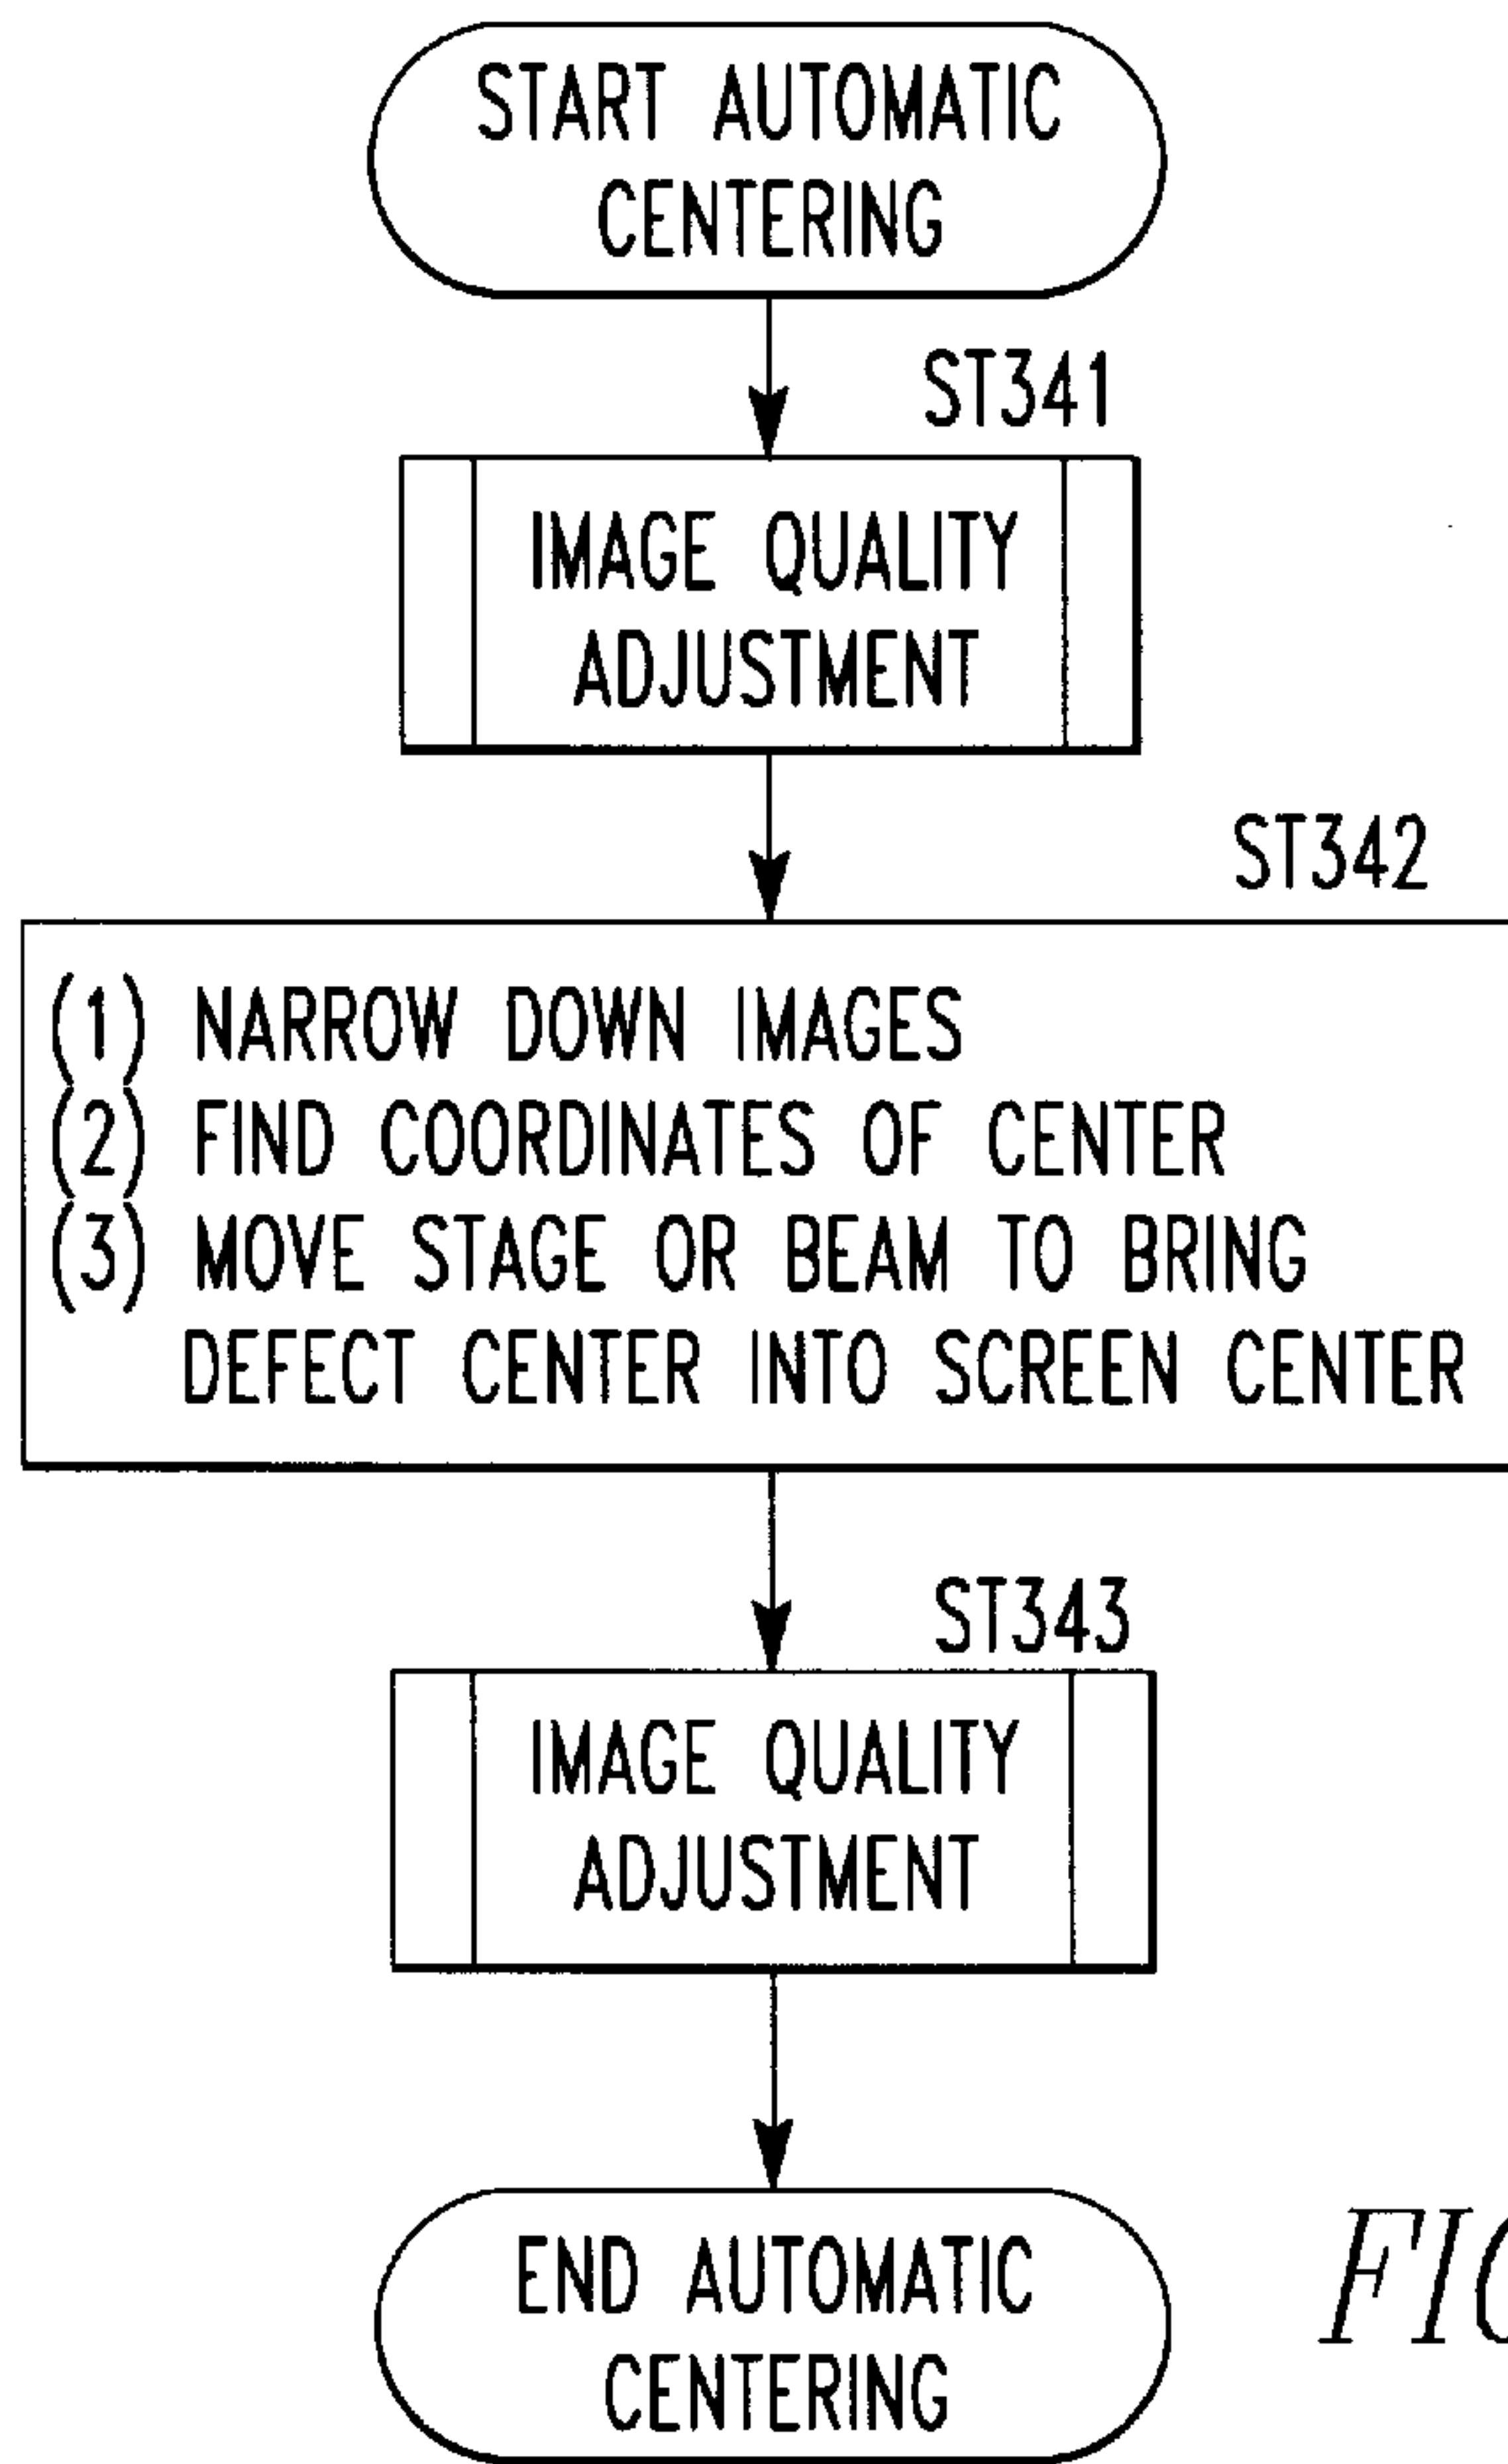 START AUTOMATIC
CENTERING
ST341
IMAGE QUALITY
ADJUSTMENT
ST342
(1) NARROW DOWN IMAGES
(2) FIND COORDINATES OF CENTER
(3) MOVE STAGE OR BEAM TO BRING
DEFECT CENTER INTO SCREEN CENTER
ST343
IMAGE QUALITY
ADJUSTMENT
END AUTOMATIC
CENTERING